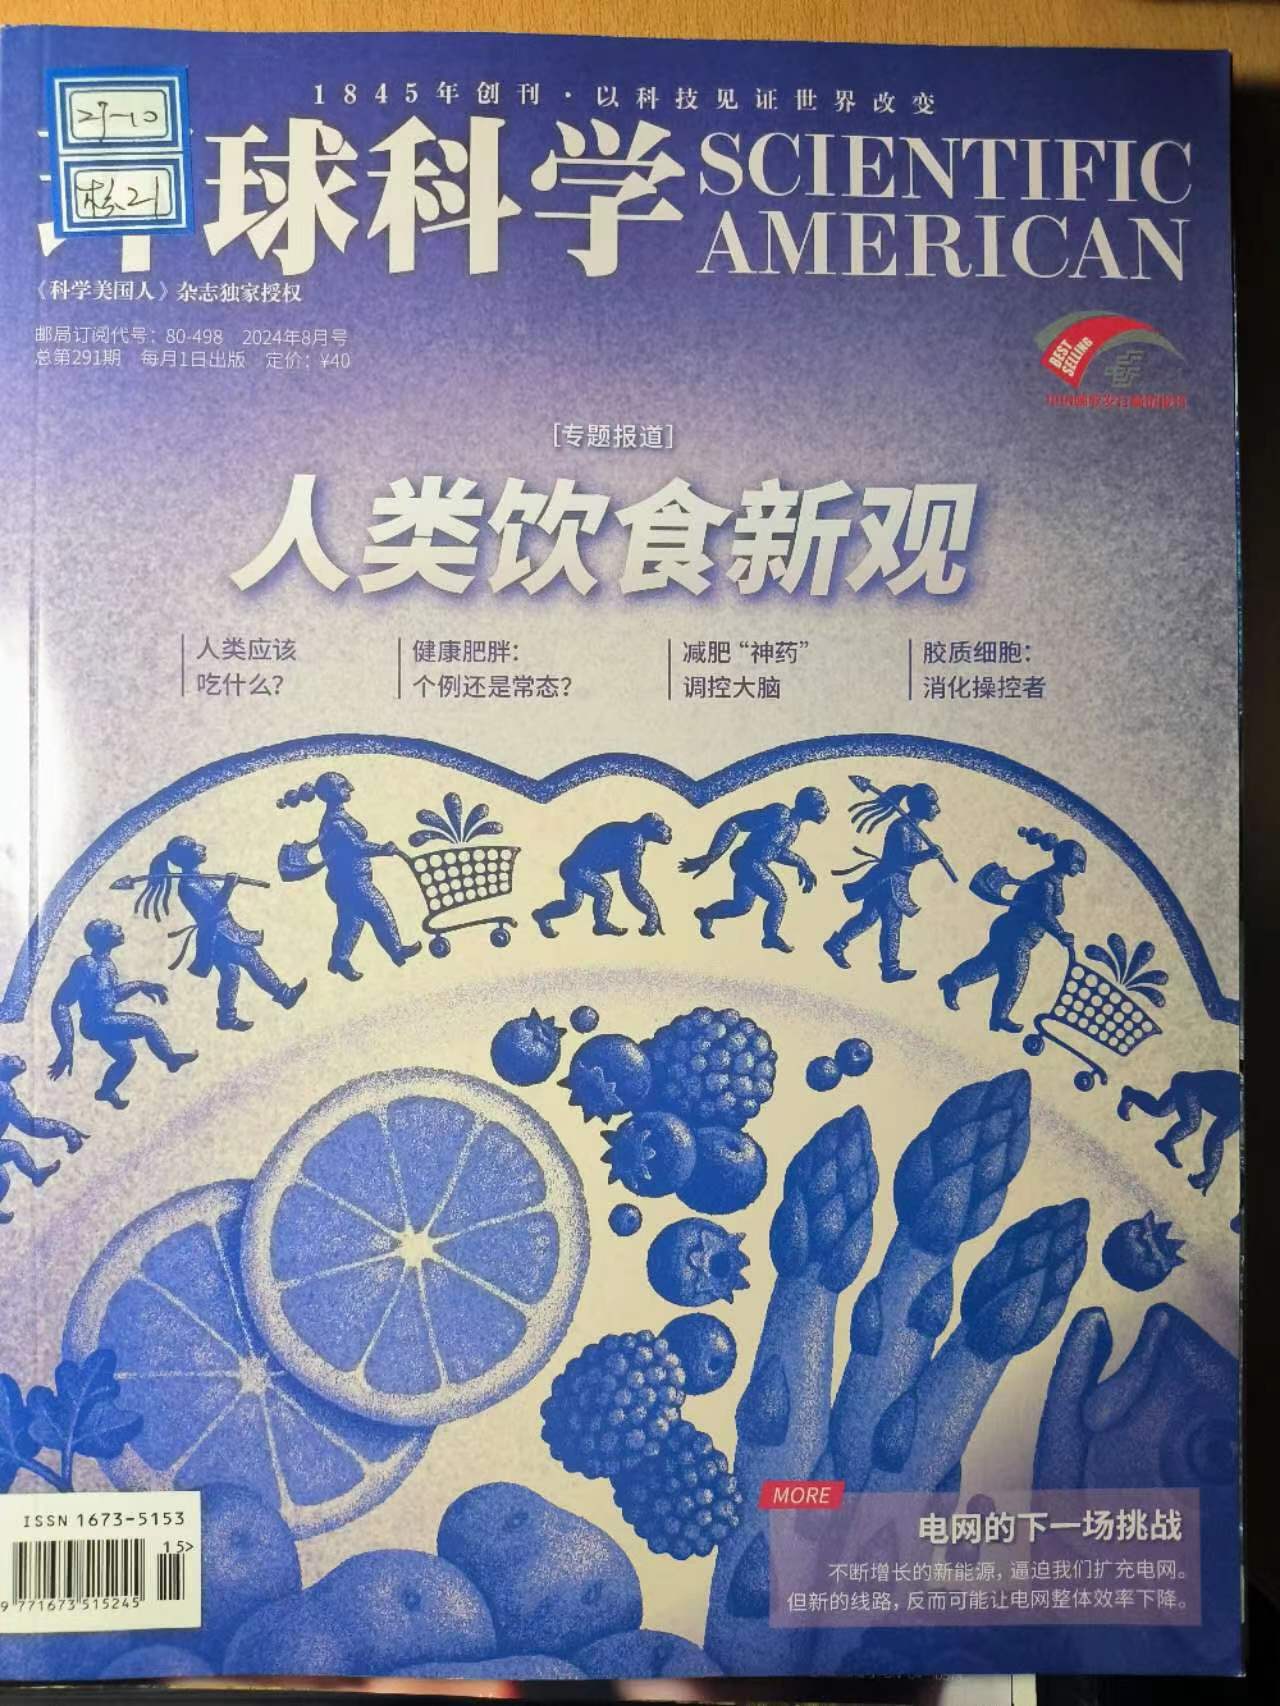 1845年创刊·以科技见证世界改变
27-10
球科学
SCIENTIFIC
AMERICAN
《科学美国人》杂志独家授权
邮局订阅代号：80-498 2024年8月号
总第291期 每月1日出版 定价：¥40
BEST
SELLING
[专题报道]
人类饮食新观
人类应该
吃什么？
健康肥胖：
个例还是常态？
减肥“神药”
调控大脑
胶质细胞：
消化操控者
MORE
电网的下一场挑战
不断增长的新能源，逼迫我们扩充电网。
但新的线路，反而可能让电网整体效率下降。
ISSN 1673-5153
15>
9 771673 515245